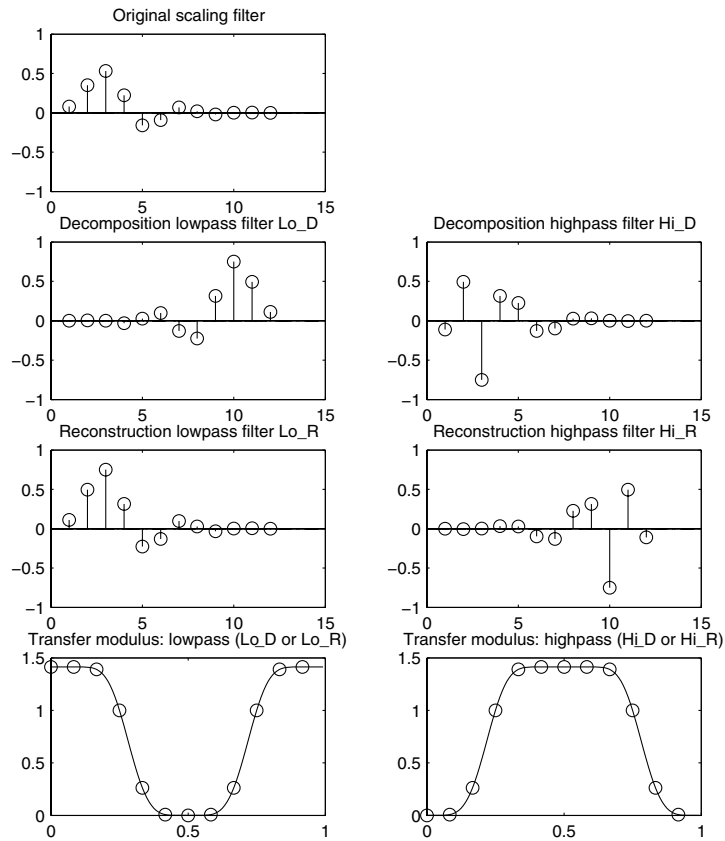 Original scaling filter
1
0.5
0
−0.5
−1
0 5 10 15
Decomposition lowpass filter Lo_D
1
0.5
0
−0.5
−1
0 5 10 15
Decomposition highpass filter Hi_D
1
0.5
0
−0.5
−1
0 5 10 15
Reconstruction lowpass filter Lo_R
1
0.5
0
−0.5
−1
0 5 10 15
Reconstruction highpass filter Hi_R
1
0.5
0
−0.5
−1
0 5 10 15
Transfer modulus: lowpass (Lo_D or Lo_R)
1.5
1
0.5
0
0 0.5 1
Transfer modulus: highpass (Hi_D or Hi_R)
1.5
1
0.5
0
0 0.5 1